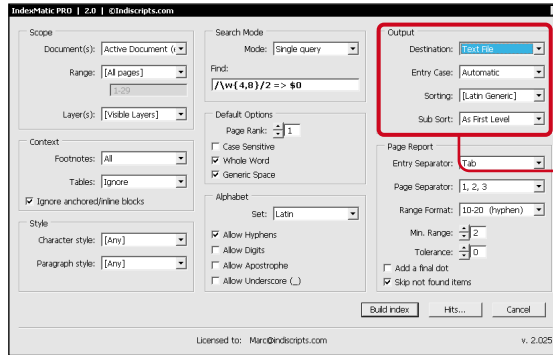 IndexMatic PRO | 2.0 | ©Indiscripts.com
Scope
Document(s): Active Document (
Range: [All pages]
1-29
Layer(s): [Visible Layers]
Context
Footnotes: All
Tables: Ignore
Ignore anchored/inline blocks
Style
Character style: [Any]
Paragraph style: [Any]
Search Mode
Mode: Single query
Find:
/\w{4,8}/2 => $0
Default Options
Page Rank: 1
Case Sensitive
Whole Word
Generic Space
Alphabet
Set: Latin
Allow Hyphens
Allow Digits
Allow Apostrophe
Allow Underscore (_)
Output
Destination: Text File
Entry Case: Automatic
Sorting: [Latin Generic]
Sub Sort: As First Level
Page Report
Entry Separator: Tab
Page Separator: 1, 2, 3
Range Format: 10-20 (hyphen)
Min. Range: 2
Tolerance: 0
Add a final dot
Skip not found items
Build index Hits... Cancel
Licensed to: Marc@indiscripts.com v. 2.025